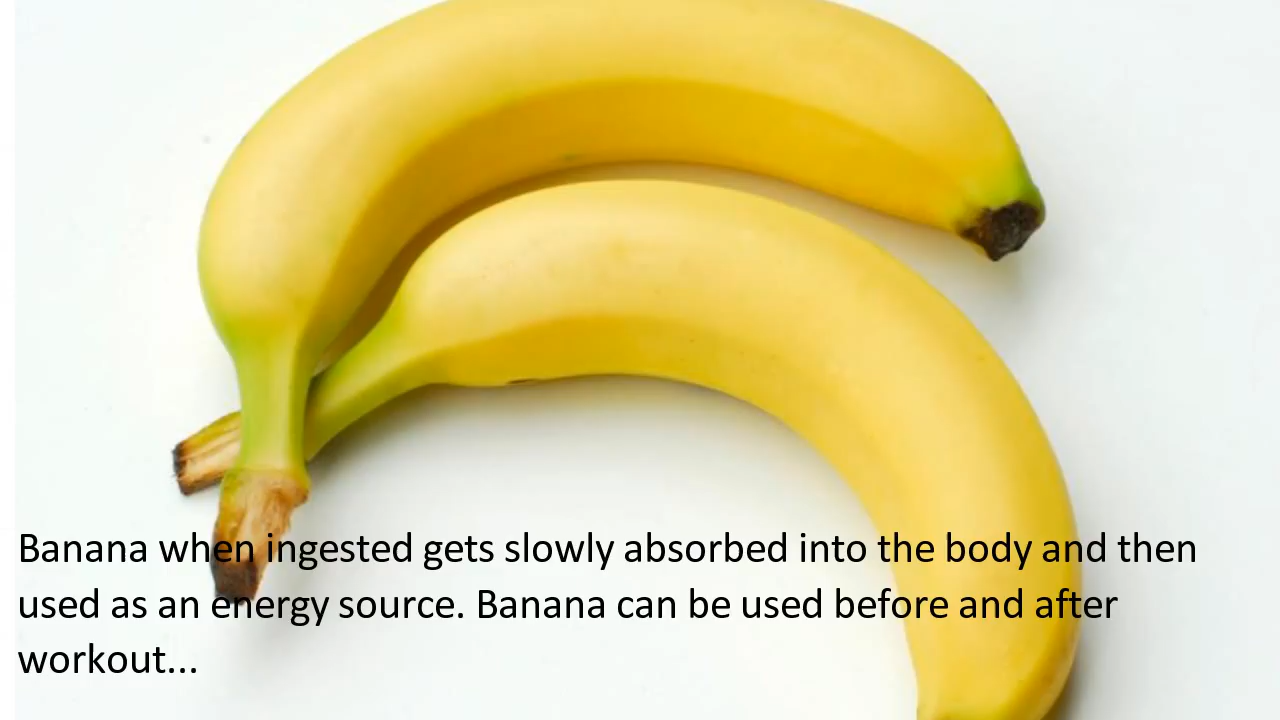 Banana when ingested gets slowly absorbed into the body and then
used as an energy source. Banana can be used before and after
workout...